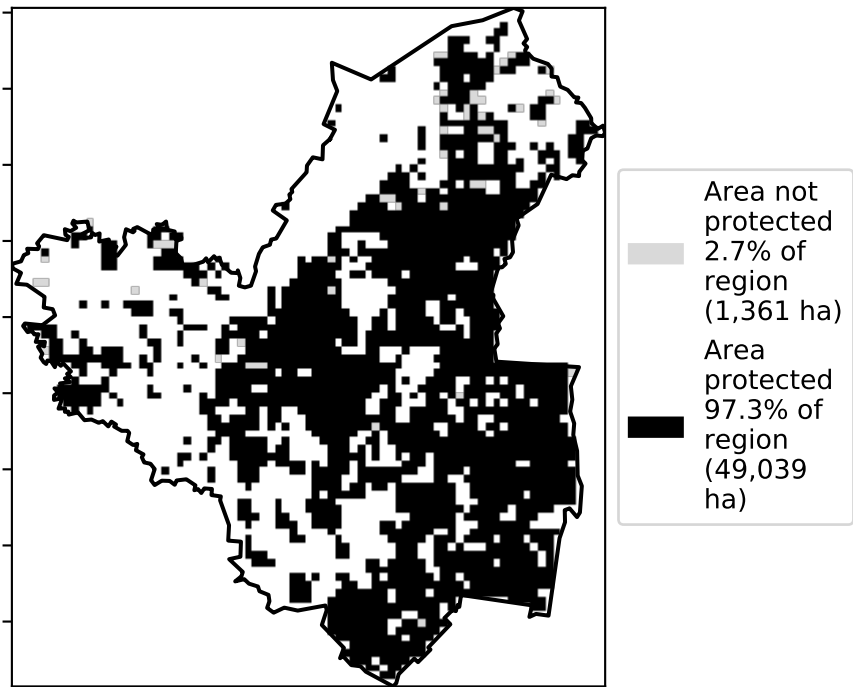 Area not
protected
2.7% of
region
(1,361 ha)
Area
protected
97.3% of
region
(49,039
ha)